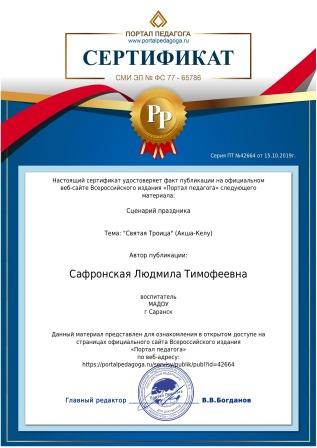 ПОРТАЛ ПЕДАГОГА
www.portalpedagoga.ru
СЕРТИФИКАТ
СМИ ЭЛ № ФС 77 - 65786
PP
Серия ПТ №42664 от 15.10.2019г.
Настоящий сертификат удостоверяет факт публикации на официальном
веб-сайте Всероссийского издания «Портал педагога» следующего
материала:
Сценарий праздника
Тема: "Святая Троица" (Акша-Келу)
Автор публикации:
Сафронская Людмила Тимофеевна
воспитатель
МАДОУ
г Саранск
Данный материал представлен для ознакомления в открытом доступе на
страницах официального сайта Всероссийского издания
«Портал педагога»
по веб-адресу:
https://portalpedagoga.ru/servisy/publik/publ?id=42664
Главный редактор
В.В.Богданов